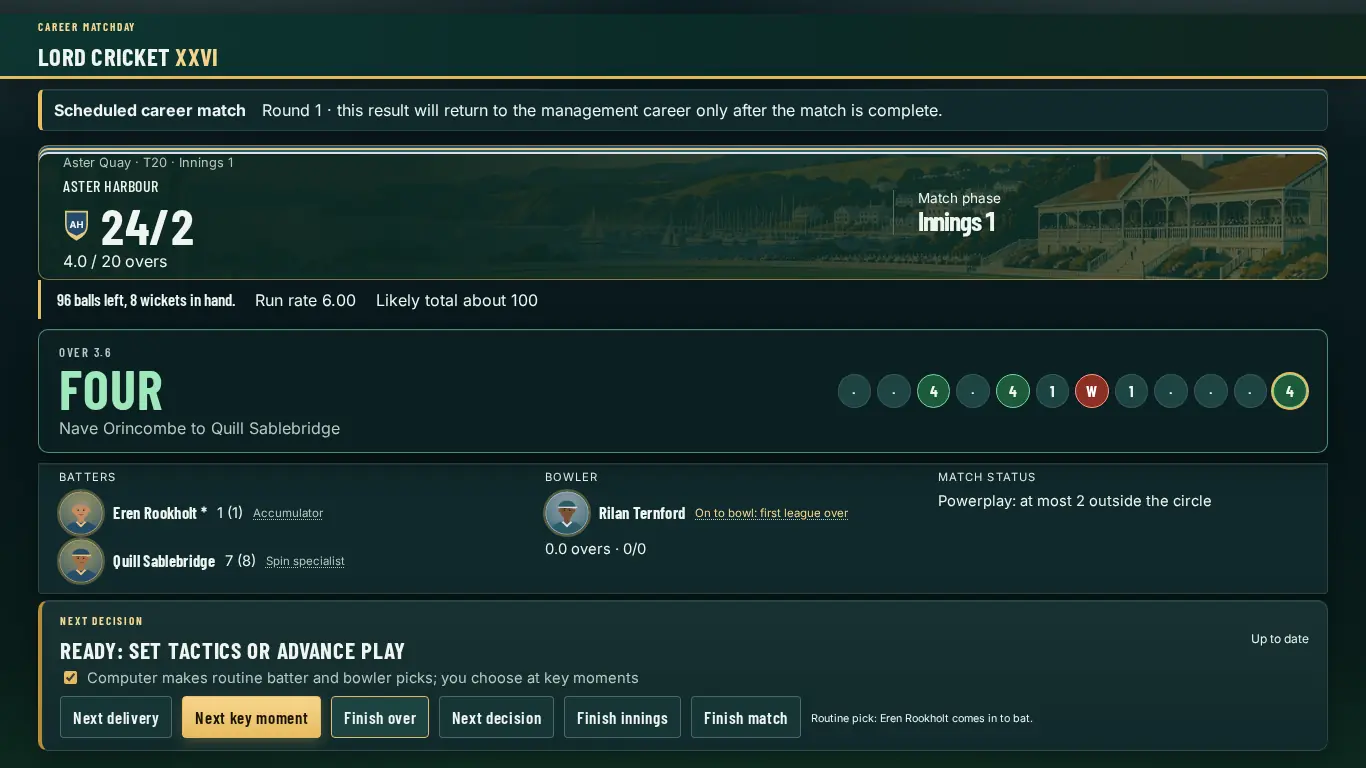 CAREER MATCHDAY
LORD CRICKET XXVI
Scheduled career match Round 1 · this result will return to the management career only after the match is complete.
Aster Quay · T20 · Innings 1
ASTER HARBOUR
AH 24/2
4.0 / 20 overs
Match phase
Innings 1
96 balls left, 8 wickets in hand. Run rate 6.00 Likely total about 100
OVER 3.6
FOUR
Nave Orincombe to Quill Sablebridge
· · 4 · 4 1 W 1 · · · 4
BATTERS
Eren Rookholt * 1 (1) Accumulator
Quill Sablebridge 7 (8) Spin specialist
BOWLER
Rilan Ternford On to bowl: first league over
0.0 overs · 0/0
MATCH STATUS
Powerplay: at most 2 outside the circle
NEXT DECISION
READY: SET TACTICS OR ADVANCE PLAY
Up to date
Computer makes routine batter and bowler picks; you choose at key moments
Next delivery Next key moment Finish over Next decision Finish innings Finish match Routine pick: Eren Rookholt comes in to bat.